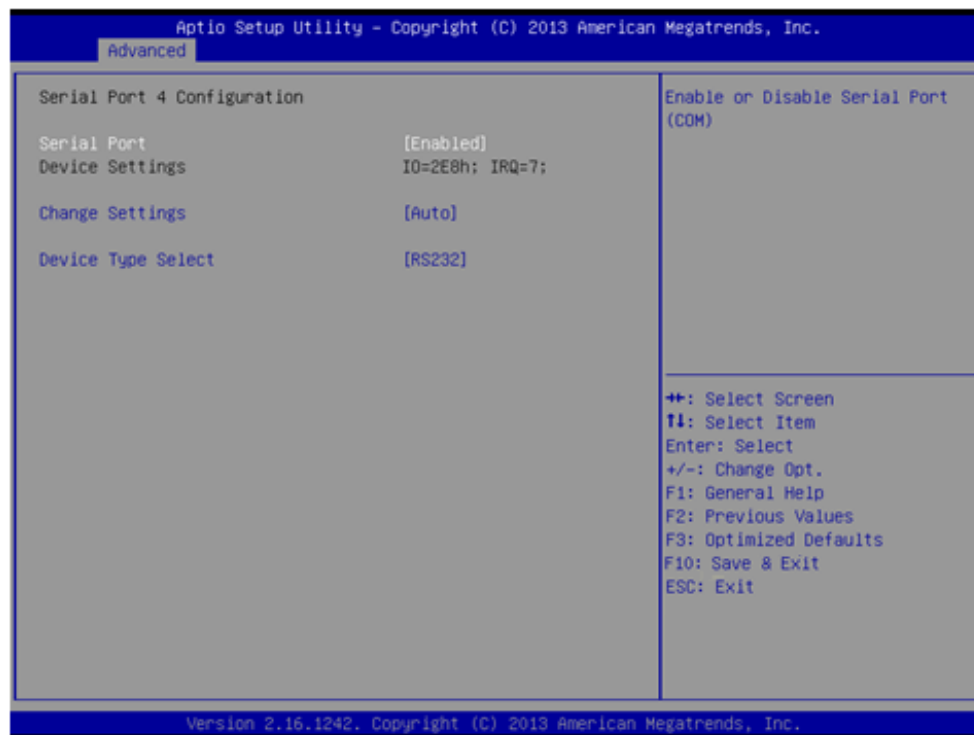 Aptio Setup Utility – Copyright (C) 2013 American Megatrends, Inc.
Advanced
Serial Port 4 Configuration
Serial Port [Enabled]
Device Settings IO=2E8h; IRQ=7;
Change Settings [Auto]
Device Type Select [RS232]
Enable or Disable Serial Port
(COM)
→←: Select Screen
↑↓: Select Item
Enter: Select
+/-: Change Opt.
F1: General Help
F2: Previous Values
F3: Optimized Defaults
F10: Save & Exit
ESC: Exit
Version 2.16.1242. Copyright (C) 2013 American Megatrends, Inc.